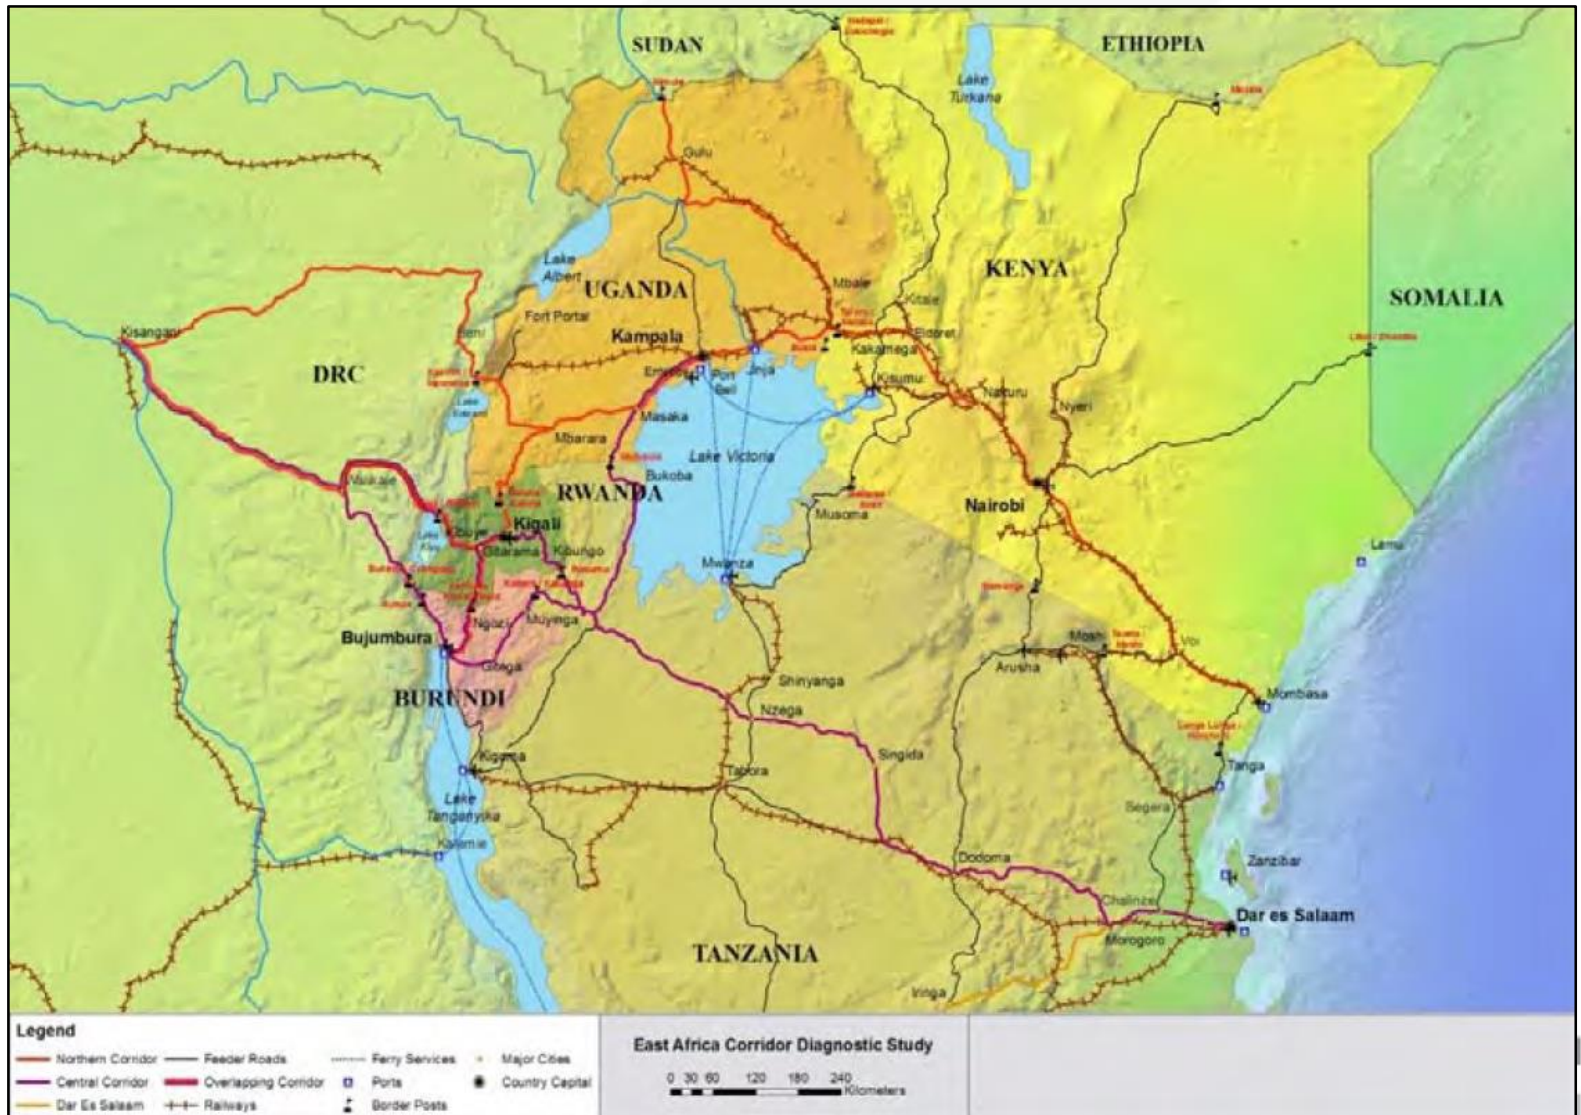 SUDAN
ETHIOPIA
Lake
Turkana
Moyale
Gulu
KENYA
SOMALIA
Lake
Albert
UGANDA
Mbale
Kitale
Fort Portal
Kampala
Eldoret
Kakamega
Kisangani
Beni
DRC
Port
Bell
Jinja
Kisumu
Nakuru
Nyeri
Masaka
Mbarara
Lake Victoria
Bukoba
RWANDA
Musoma
Nairobi
Kigali
Gitarama
Kibungo
Lamu
Mwanza
Bujumbura
Ngozi
Muyinga
Gitega
Arusha
Moshi
Voi
BURUNDI
Shinyanga
Mombasa
Nzega
Singida
Kigoma
Tabora
Tanga
Segera
Lake
Tanganyika
Kalemie
Dodoma
Zanzibar
Chalinze
Dar es Salaam
Morogoro
TANZANIA
Legend
Northern Corridor
Feeder Roads
Ferry Services
Major Cities
Central Corridor
Overlapping Corridor
Ports
Country Capital
Dar Es Salaam
Railways
Border Posts
East Africa Corridor Diagnostic Study
0 30 60 120 180 240
Kilometers